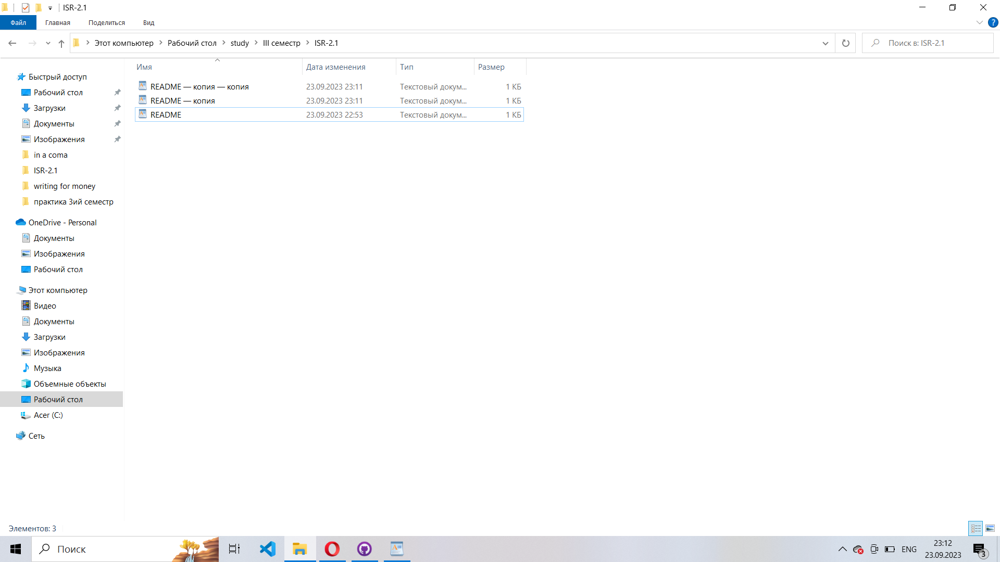 ISR-2.1
Файл Главная Поделиться Вид
Этот компьютер Рабочий стол study III семестр ISR-2.1
Поиск в: ISR-2.1
Быстрый доступ
Рабочий стол
Загрузки
Документы
Изображения
in a coma
ISR-2.1
writing for money
практика 3ий семестр
OneDrive - Personal
Документы
Изображения
Рабочий стол
Этот компьютер
Видео
Документы
Загрузки
Изображения
Музыка
Объемные объекты
Рабочий стол
Acer (C:)
Сеть
Имя Дата изменения Тип Размер
README — копия — копия 23.09.2023 23:11 Текстовый докум... 1 КБ
README — копия 23.09.2023 23:11 Текстовый докум... 1 КБ
README 23.09.2023 22:53 Текстовый докум... 1 КБ
Элементов: 3
Поиск
ENG
23:12
23.09.2023
3